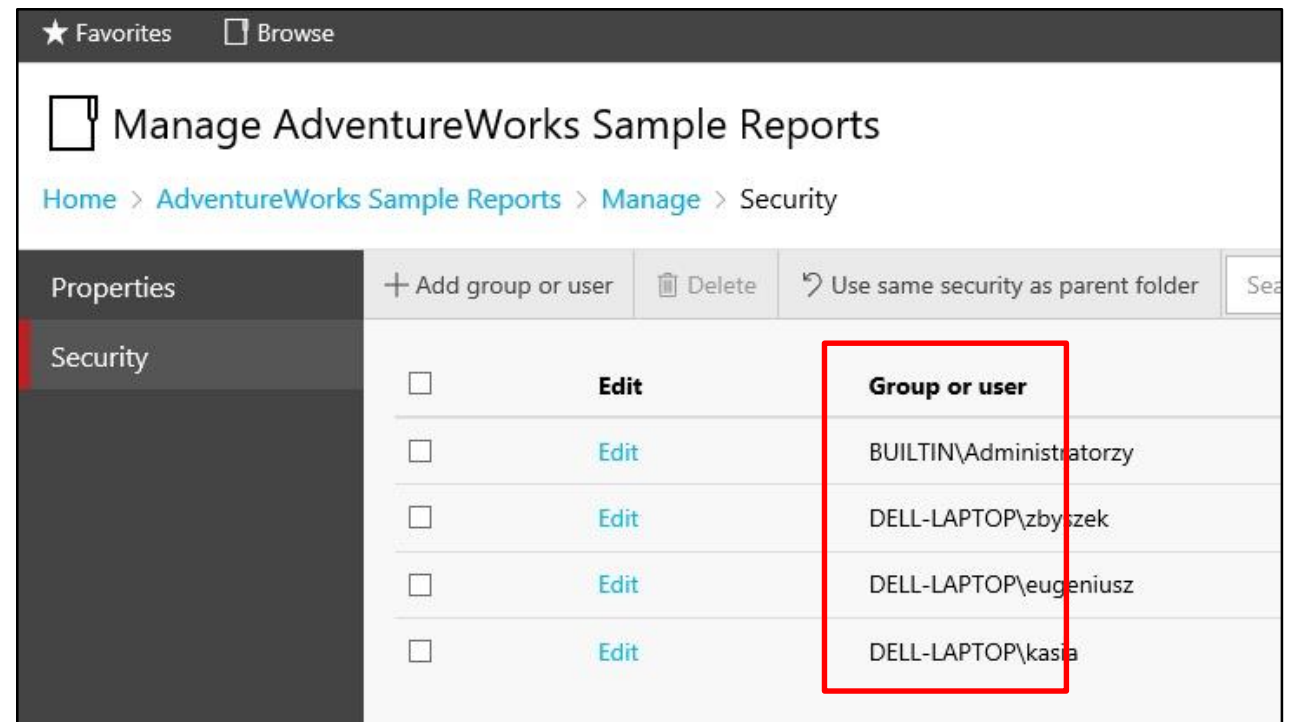 Favorites Browse
Manage AdventureWorks Sample Reports
Home > AdventureWorks Sample Reports > Manage > Security
Properties
Security
+ Add group or user Delete Use same security as parent folder
Edit Group or user
Edit BUILTIN\Administratorzy
Edit DELL-LAPTOP\zbyszek
Edit DELL-LAPTOP\eugeniusz
Edit DELL-LAPTOP\kasia